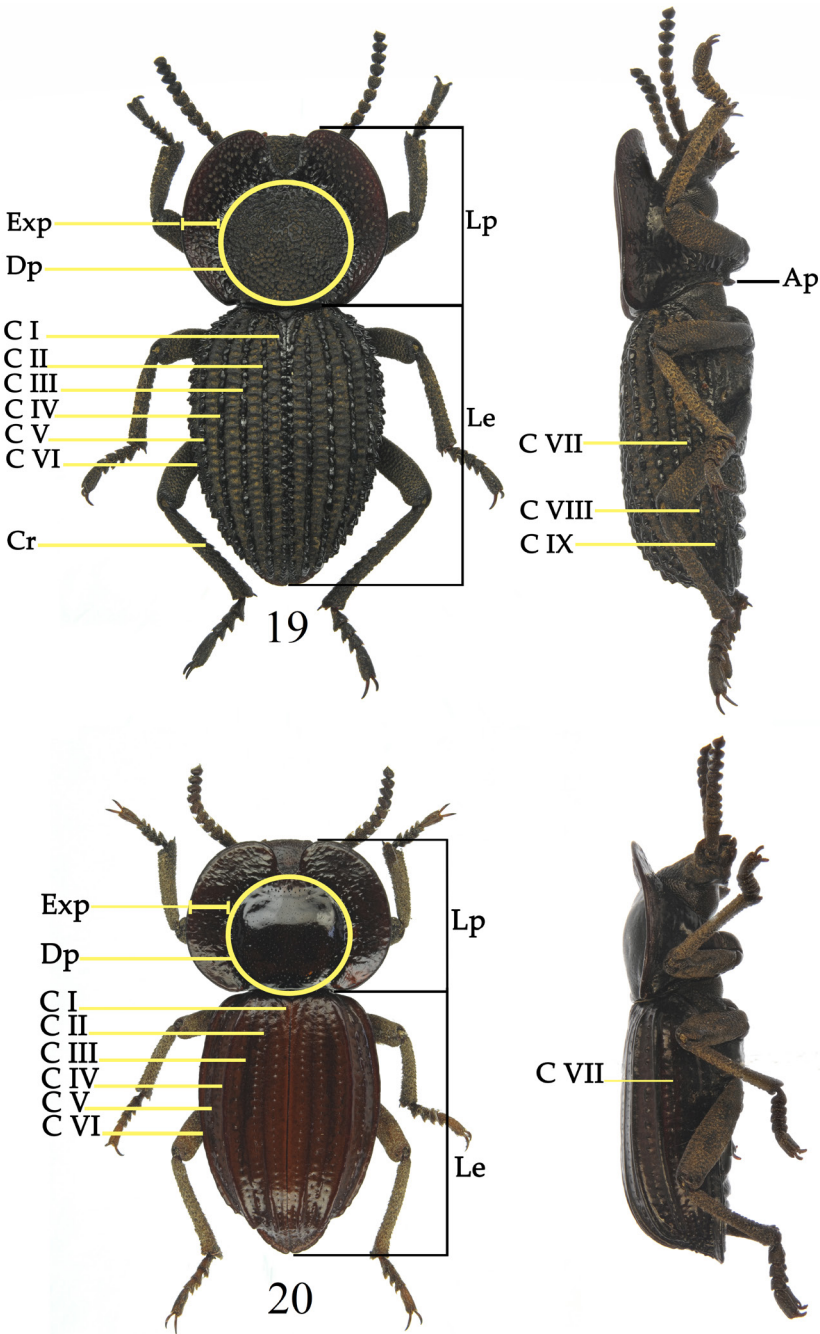 Exp
Dp
C I
C II
C III
C IV
C V
C VI
Cr
Lp
Le
19
Ap
C VII
C VIII
C IX
Exp
Dp
C I
C II
C III
C IV
C V
C VI
Lp
Le
20
C VII